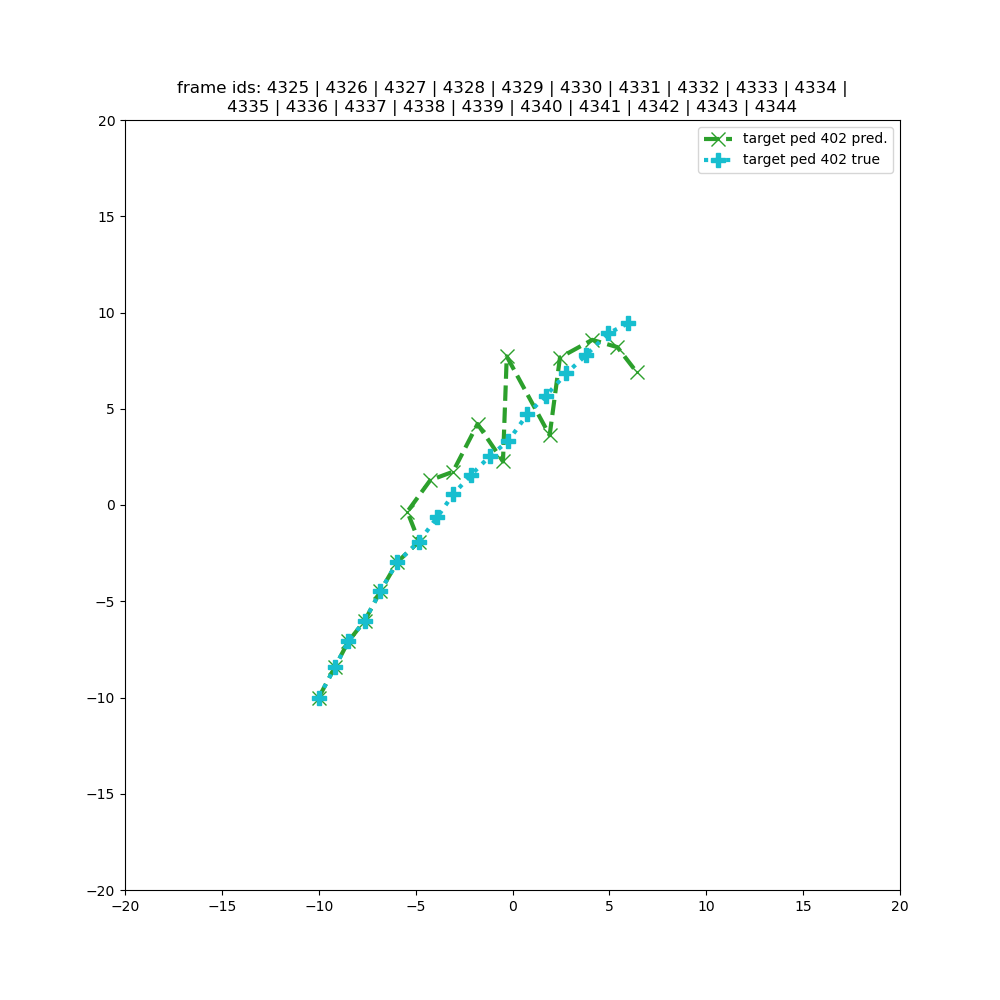 frame ids: 4325 | 4326 | 4327 | 4328 | 4329 | 4330 | 4331 | 4332 | 4333 | 4334 |
4335 | 4336 | 4337 | 4338 | 4339 | 4340 | 4341 | 4342 | 4343 | 4344
target ped 402 pred.
target ped 402 true
20
15
10
5
0
−5
−10
−15
−20
−20 −15 −10 −5 0 5 10 15 20